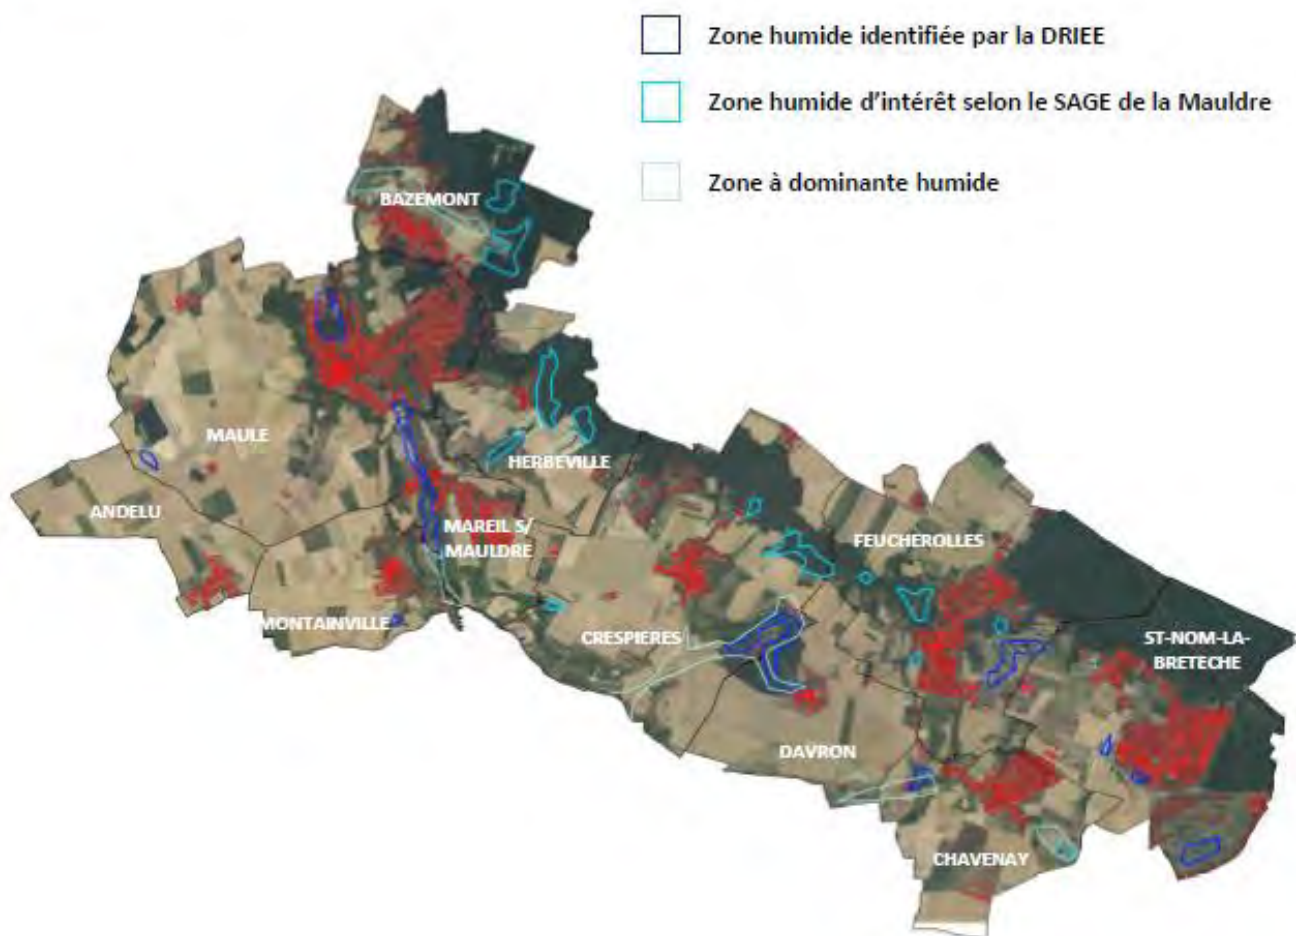 Zone humide identifiée par la DRIEE
Zone humide d'intérêt selon le SAGE de la Mauldre
Zone à dominante humide
BAZEMONT
MAULE
HERBEVILLE
ANDELU
MAREIL S/
MAULDRE
FEUCHEROLLES
MONTAINVILLE
CRESPIERES
ST-NOM-LA-
BRETECHE
DAVRON
CHAVENAY